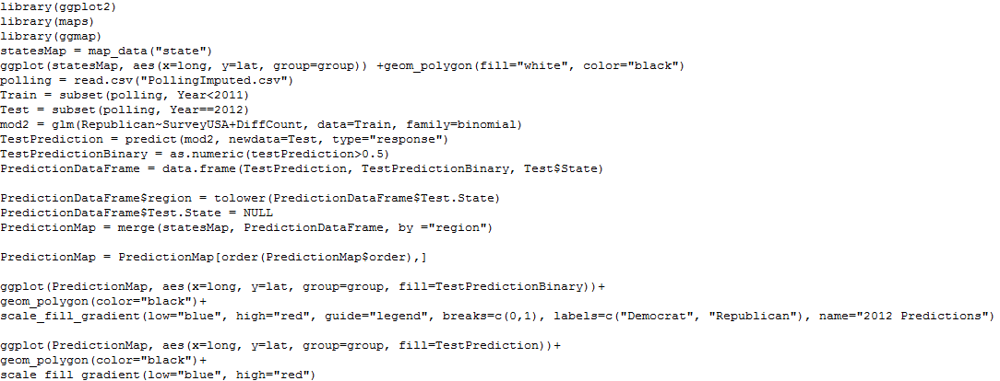 library(ggplot2)
library(maps)
library(ggmap)
statesMap = map_data("state")
ggplot(statesMap, aes(x=long, y=lat, group=group)) +geom_polygon(fill="white", color="black")
polling = read.csv("PollingImputed.csv")
Train = subset(polling, Year<2011)
Test = subset(polling, Year==2012)
mod2 = glm(Republican~SurveyUSA+DiffCount, data=Train, family=binomial)
TestPrediction = predict(mod2, newdata=Test, type="response")
TestPredictionBinary = as.numeric(testPrediction>0.5)
PredictionDataFrame = data.frame(TestPrediction, TestPredictionBinary, Test$State)
PredictionDataFrame$region = tolower(PredictionDataFrame$Test.State)
PredictionDataFrame$Test.State = NULL
PredictionMap = merge(statesMap, PredictionDataFrame, by ="region")
PredictionMap = PredictionMap[order(PredictionMap$order),]
ggplot(PredictionMap, aes(x=long, y=lat, group=group, fill=TestPredictionBinary))+
geom_polygon(color="black")+
scale_fill_gradient(low="blue", high="red", guide="legend", breaks=c(0,1), labels=c("Democrat", "Republican"), name="2012 Predictions")
ggplot(PredictionMap, aes(x=long, y=lat, group=group, fill=TestPrediction))+
geom_polygon(color="black")+
scale fill gradient(low="blue", high="red")